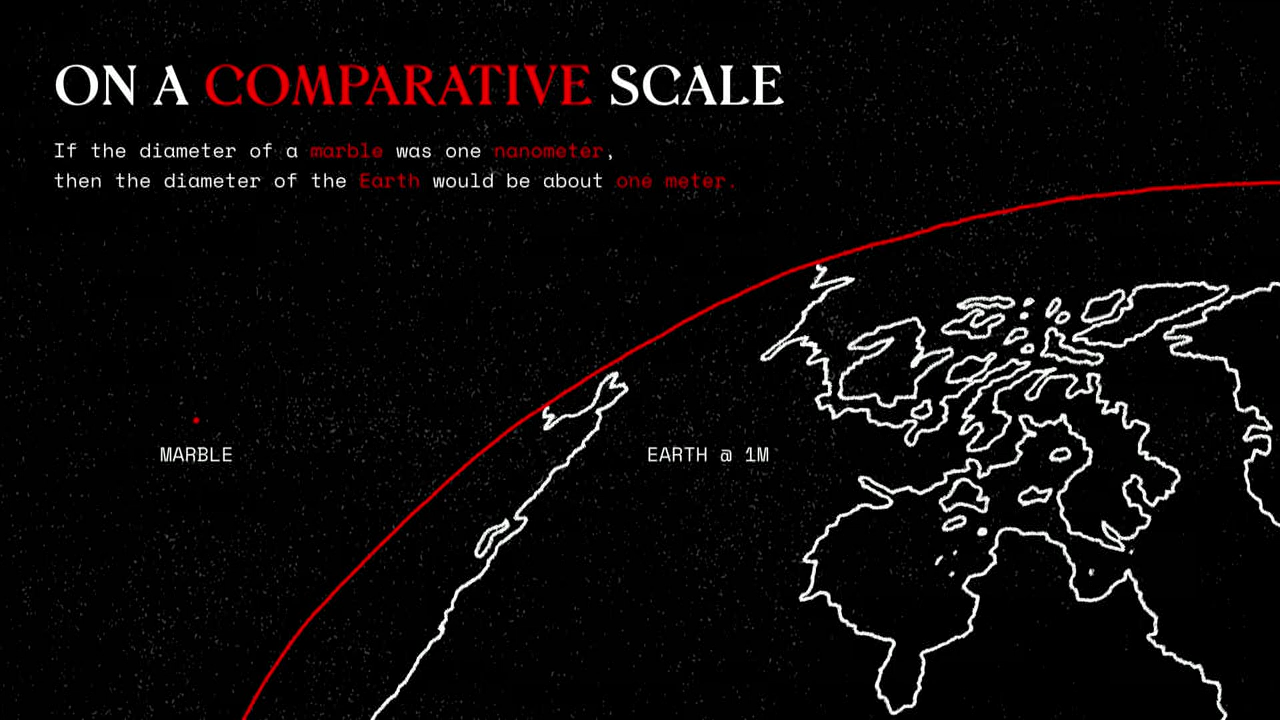 ON A COMPARATIVE SCALE
If the diameter of a marble was one nanometer,
then the diameter of the Earth would be about one meter.
MARBLE
EARTH @ 1M